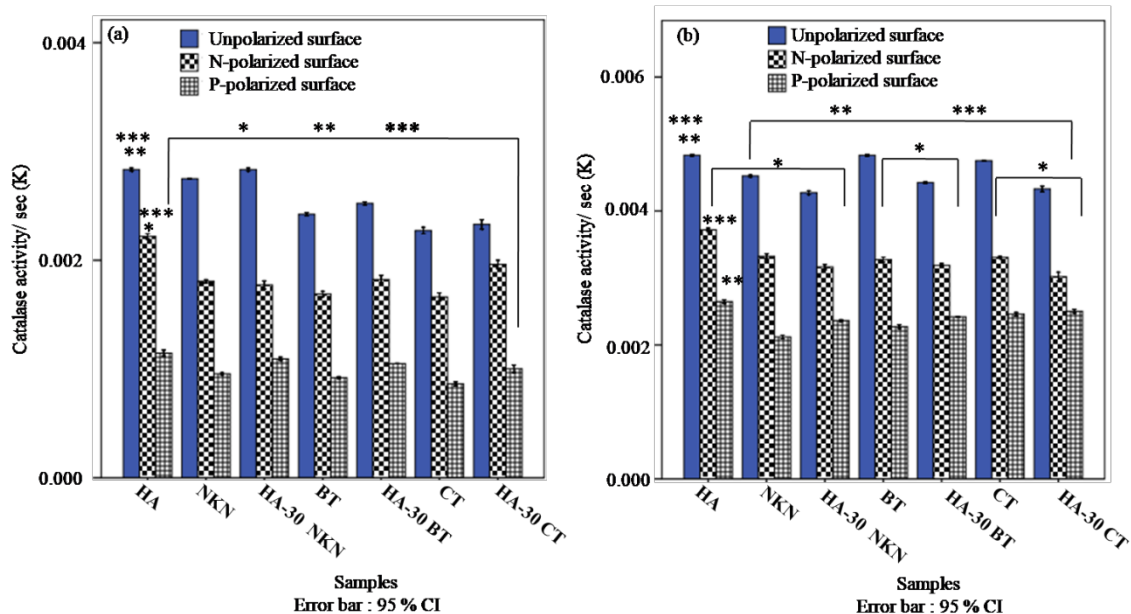 (a)
Unpolarized surface
N-polarized surface
P-polarized surface
0.004
0.002
0.000
Catalase activity/ sec (K)
* ** ***
***
**
***
*
HA
NKN
HA-30 NKN
BT
HA-30 BT
CT
HA-30 CT
Samples
Error bar : 95 % CI
(b)
Unpolarized surface
N-polarized surface
P-polarized surface
0.006
0.004
0.002
0.000
Catalase activity/ sec (K)
** ***
***
**
*
*
*
***
**
HA
NKN
HA-30 NKN
BT
HA-30 BT
CT
HA-30 CT
Samples
Error bar : 95 % CI